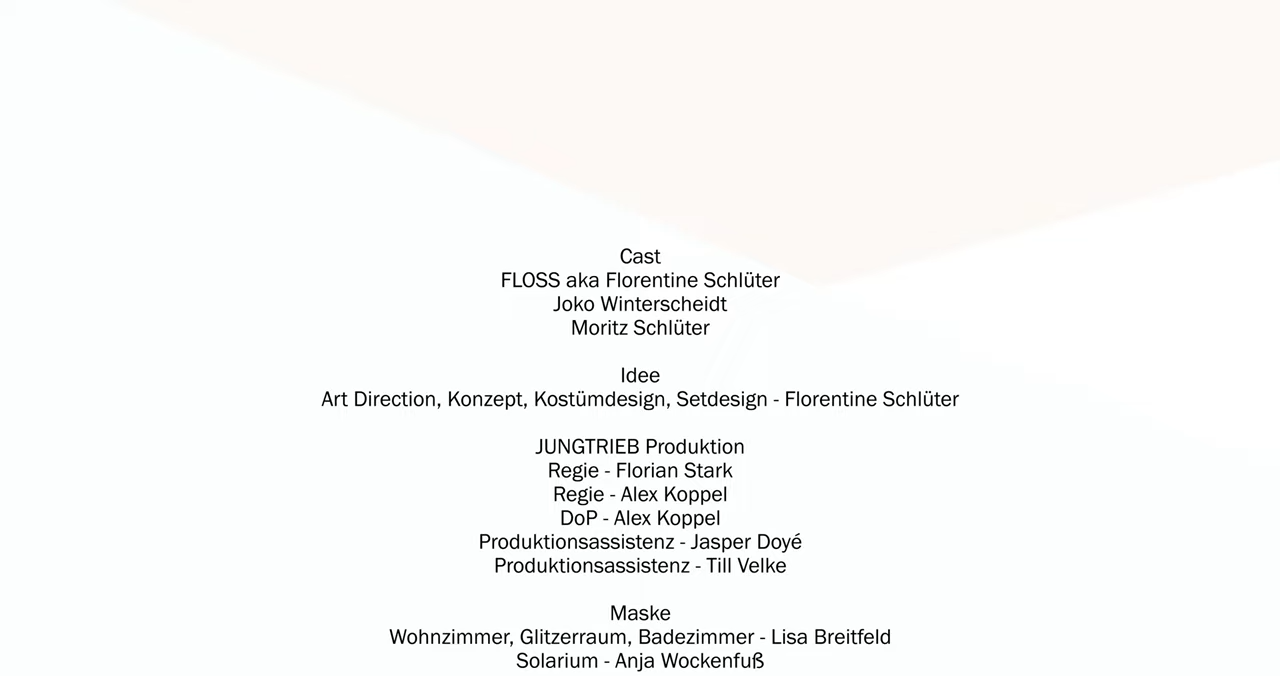 Cast
FLOSS aka Florentine Schlüter
Joko Winterscheidt
Moritz Schlüter
Idee
Art Direction, Konzept, Kostümdesign, Setdesign - Florentine Schlüter
JUNGTRIEB Produktion
Regie - Florian Stark
Regie - Alex Koppel
DoP - Alex Koppel
Produktionsassistenz - Jasper Doyé
Produktionsassistenz - Till Velke
Maske
Wohnzimmer, Glitzerraum, Badezimmer - Lisa Breitfeld
Solarium - Anja Wockenfuß